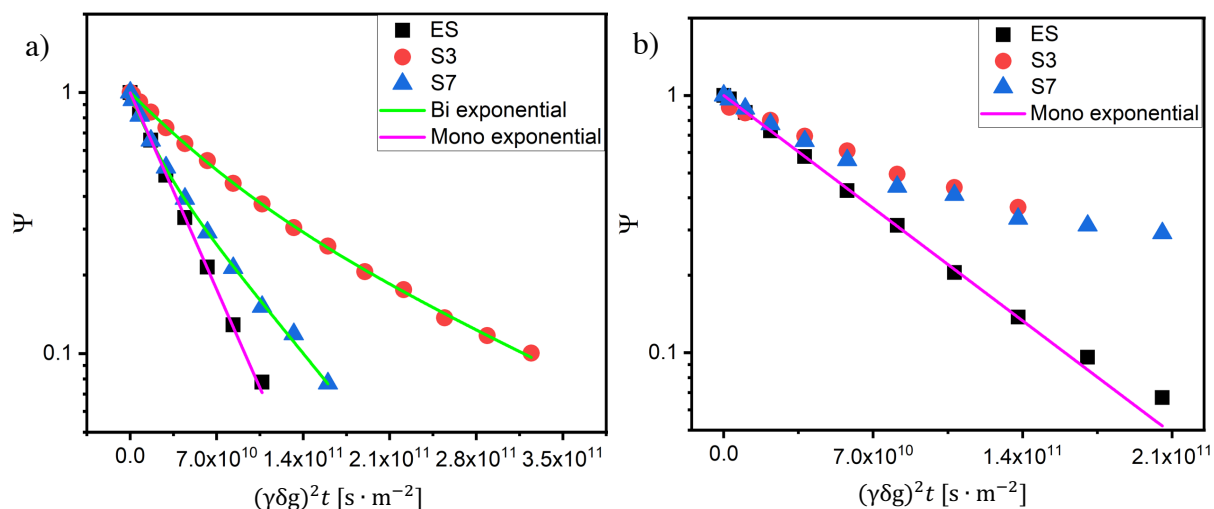 a)
ES
S3
S7
Bi exponential
Mono exponential
1
0.1
Ψ
0.0 7.0x10¹⁰ 1.4x10¹¹ 2.1x10¹¹ 2.8x10¹¹ 3.5x10¹¹
(γδg)²t [s · m⁻²]
b)
ES
S3
S7
Mono exponential
1
0.1
Ψ
0.0 7.0x10¹⁰ 1.4x10¹¹ 2.1x10¹¹
(γδg)²t [s · m⁻²]